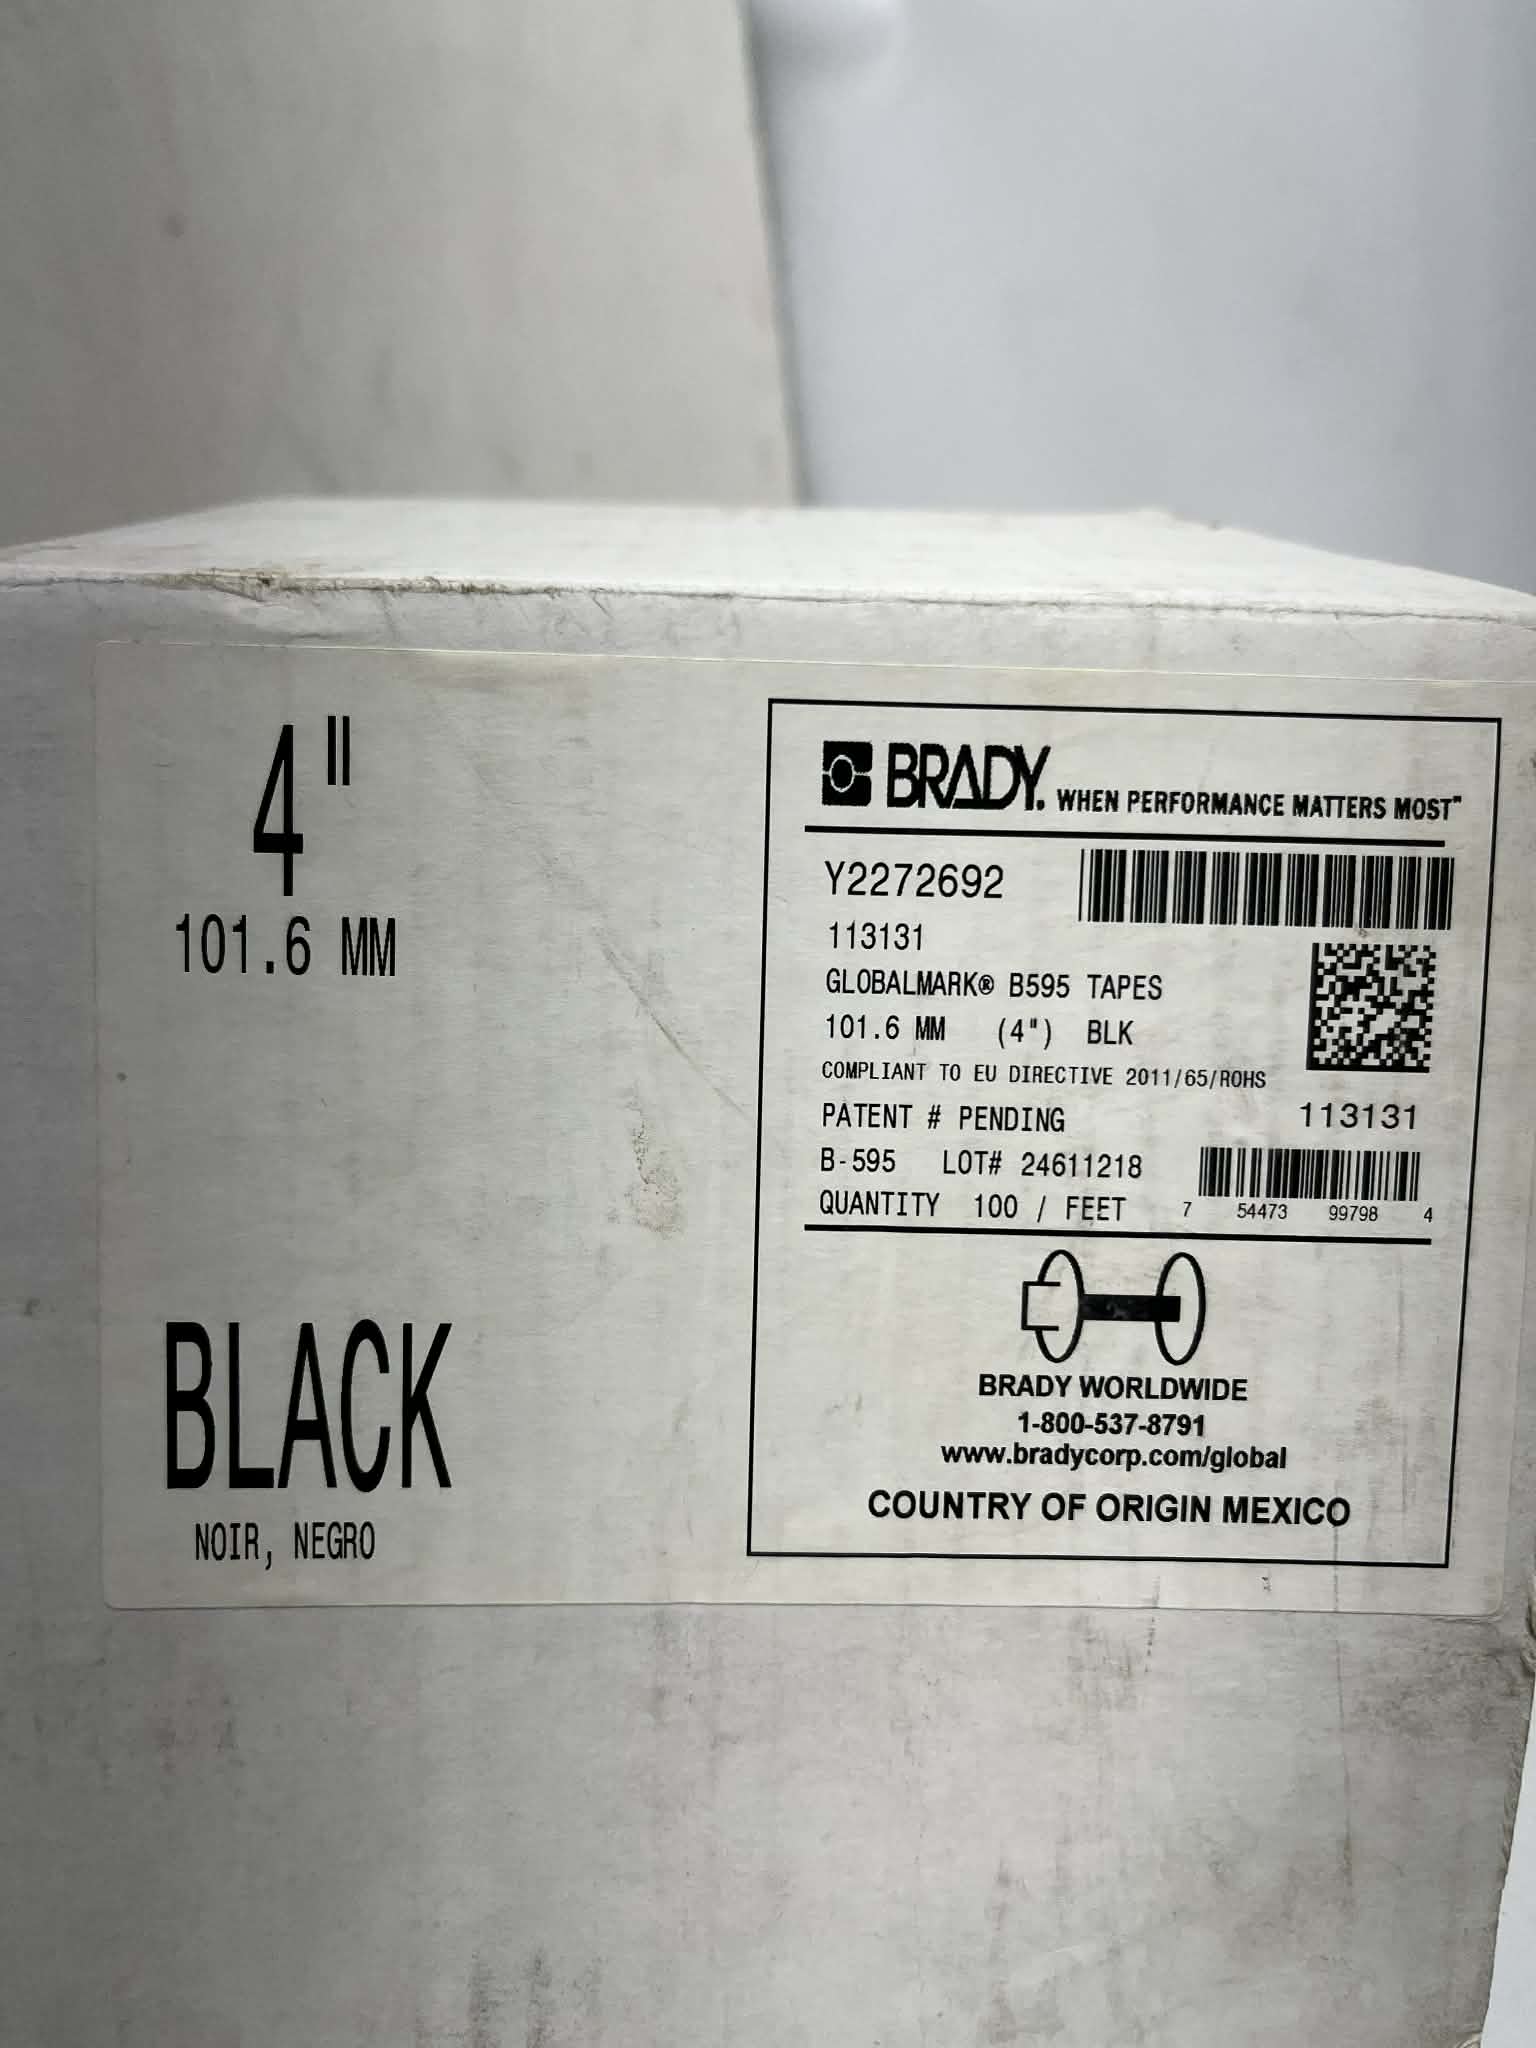 4"
101.6 MM
BLACK
NOIR, NEGRO
BRADY. WHEN PERFORMANCE MATTERS MOST™
Y2272692
113131
GLOBALMARK® B595 TAPES
101.6 MM (4") BLK
COMPLIANT TO EU DIRECTIVE 2011/65/ROHS
PATENT # PENDING 113131
B-595 LOT# 24611218
QUANTITY 100 / FEET
7 54473 99798 4
BRADY WORLDWIDE
1-800-537-8791
www.bradycorp.com/global
COUNTRY OF ORIGIN MEXICO